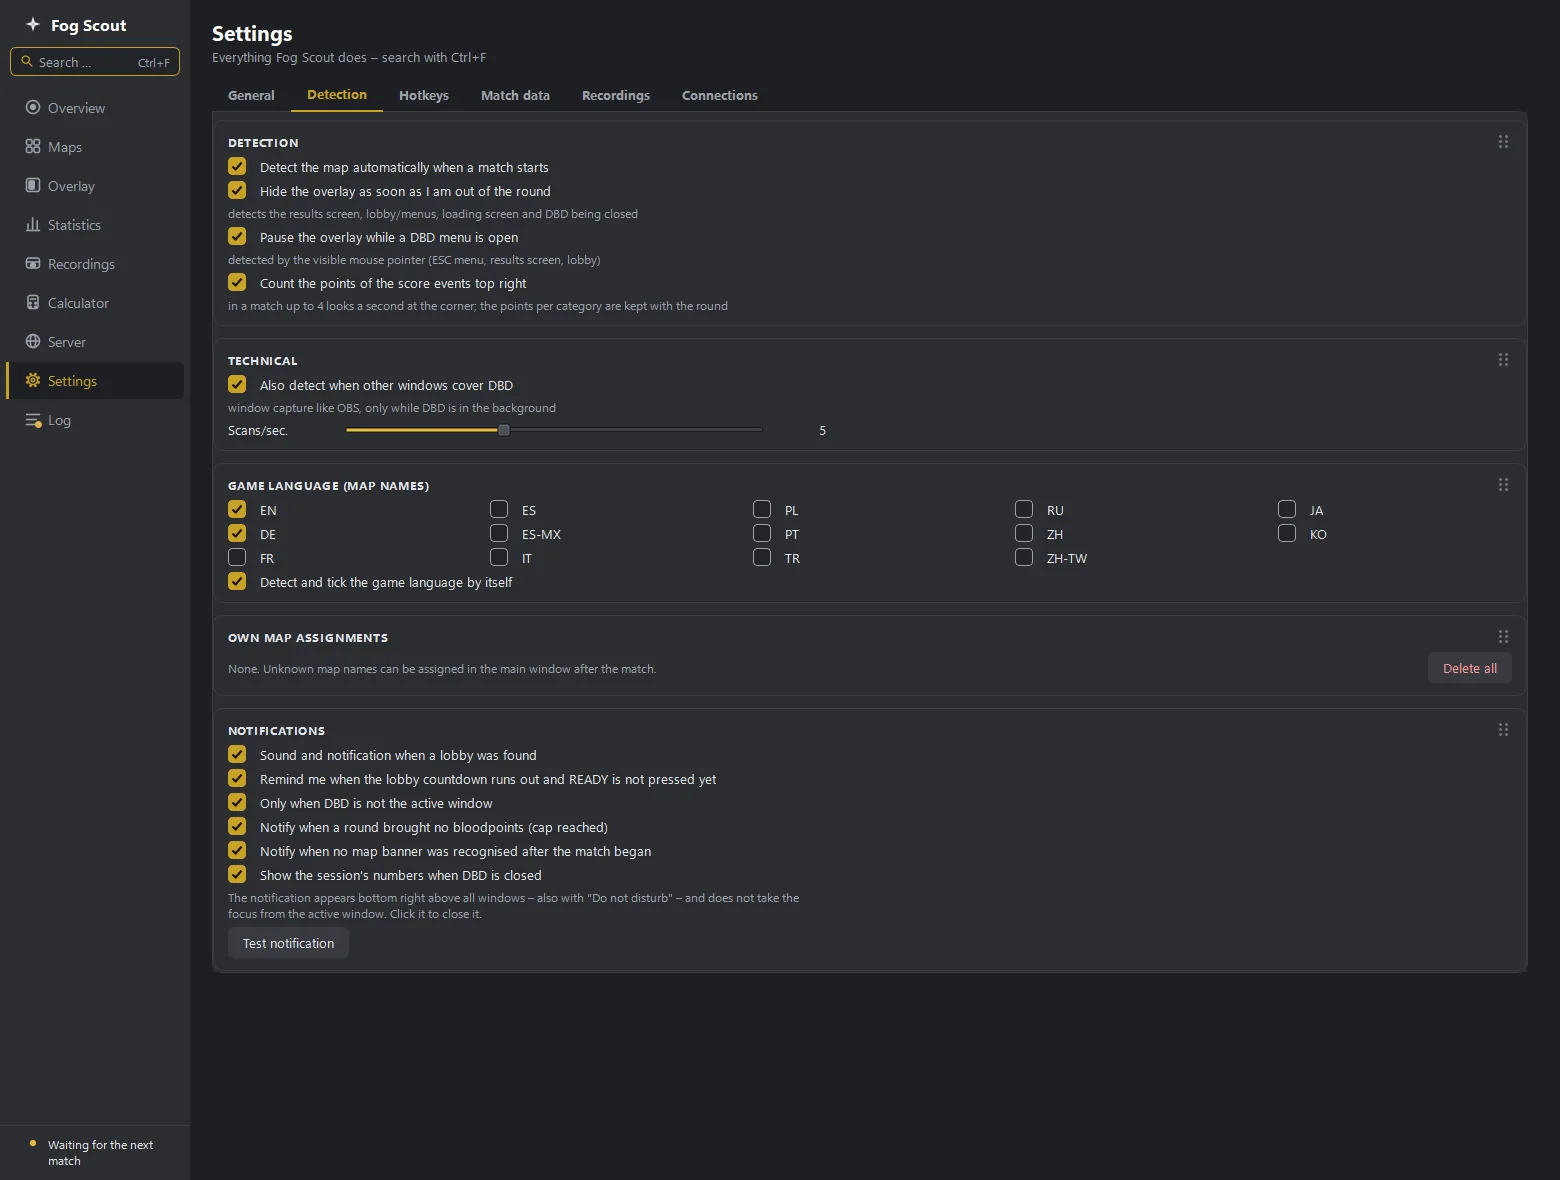 Fog Scout
Search ... Ctrl+F
Overview
Maps
Overlay
Statistics
Recordings
Calculator
Server
Settings
Log
Waiting for the next
match
Settings
Everything Fog Scout does – search with Ctrl+F
General Detection Hotkeys Match data Recordings Connections
DETECTION
Detect the map automatically when a match starts
Hide the overlay as soon as I am out of the round
detects the results screen, lobby/menus, loading screen and DBD being closed
Pause the overlay while a DBD menu is open
detected by the visible mouse pointer (ESC menu, results screen, lobby)
Count the points of the score events top right
in a match up to 4 looks a second at the corner; the points per category are kept with the round
TECHNICAL
Also detect when other windows cover DBD
window capture like OBS, only while DBD is in the background
Scans/sec. 5
GAME LANGUAGE (MAP NAMES)
EN ES PL RU JA
DE ES-MX PT ZH KO
FR IT TR ZH-TW
Detect and tick the game language by itself
OWN MAP ASSIGNMENTS
None. Unknown map names can be assigned in the main window after the match. Delete all
NOTIFICATIONS
Sound and notification when a lobby was found
Remind me when the lobby countdown runs out and READY is not pressed yet
Only when DBD is not the active window
Notify when a round brought no bloodpoints (cap reached)
Notify when no map banner was recognised after the match began
Show the session's numbers when DBD is closed
The notification appears bottom right above all windows – also with "Do not disturb" – and does not take the
focus from the active window. Click it to close it.
Test notification